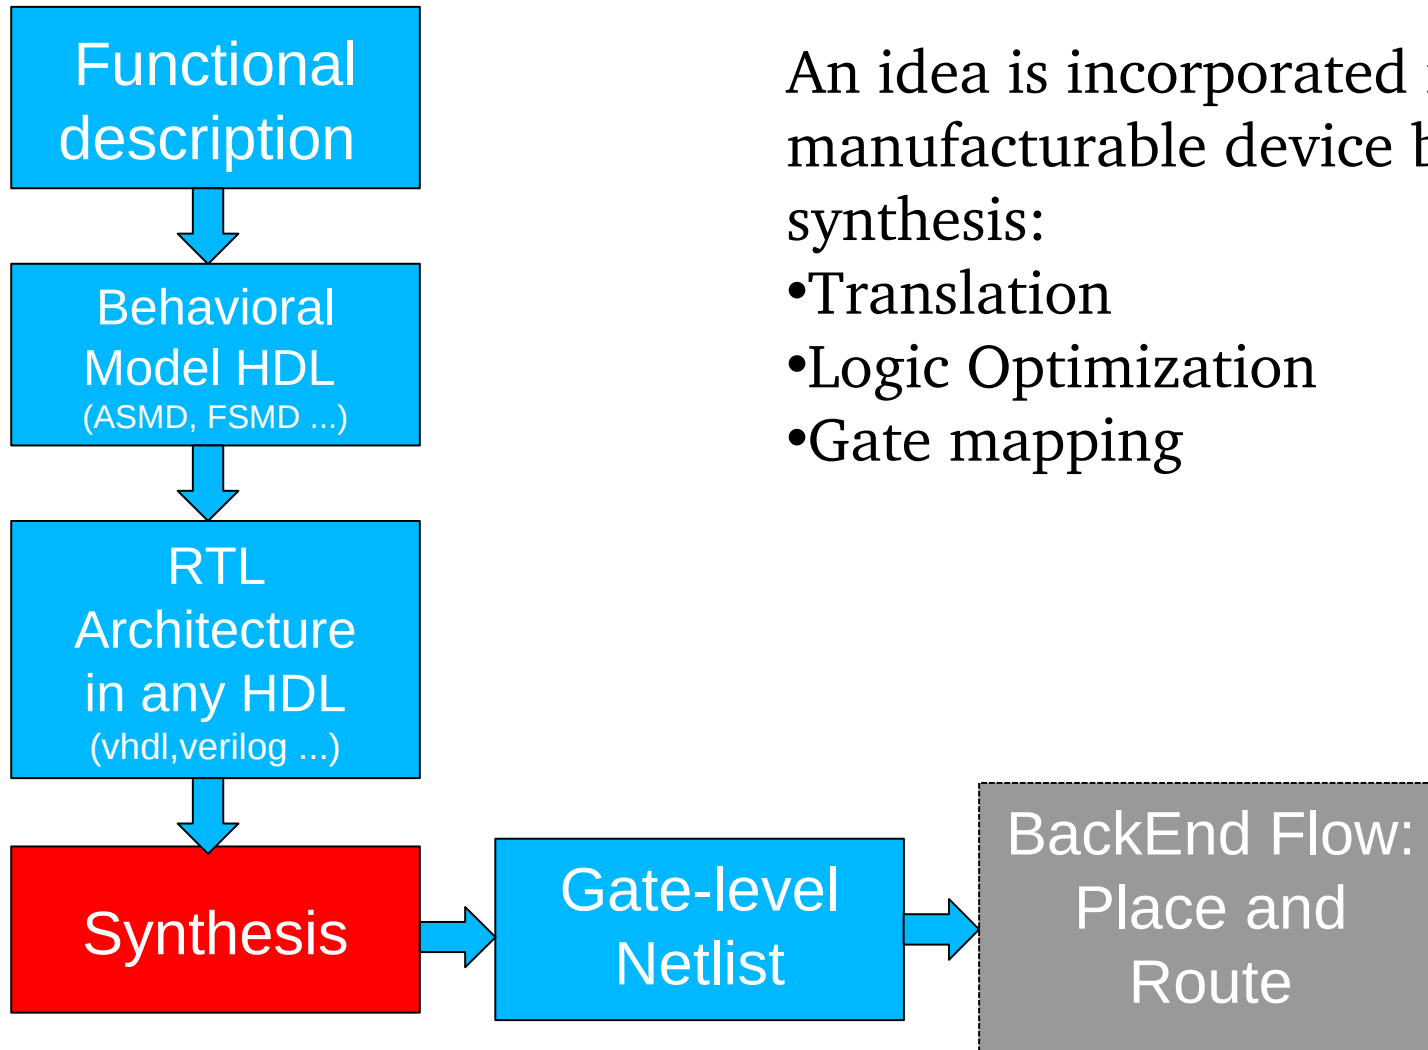 Functional
description
Behavioral
Model HDL
(ASMD, FSMD ...)
RTL
Architecture
in any HDL
(vhdl,verilog ...)
Synthesis
Gate-level
Netlist
BackEnd Flow:
Place and
Route
An idea is incorporated
manufacturable device
synthesis:
•Translation
•Logic Optimization
•Gate mapping